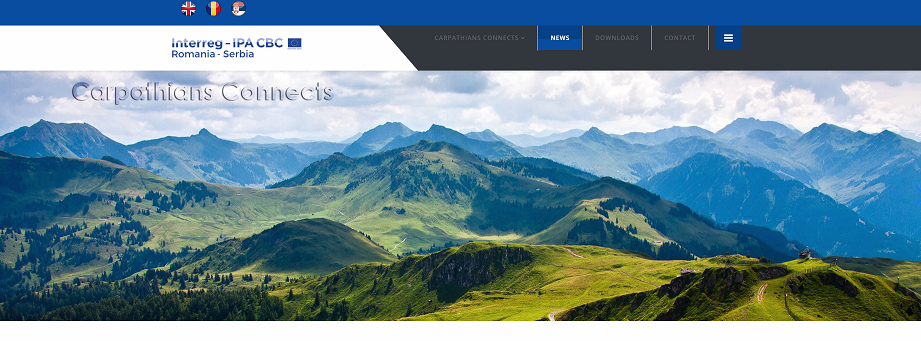 Interreg - IPA CBC
Romania - Serbia
CARPATHIANS CONNECTS
NEWS
DOWNLOADS
CONTACT
Carpathians Connects